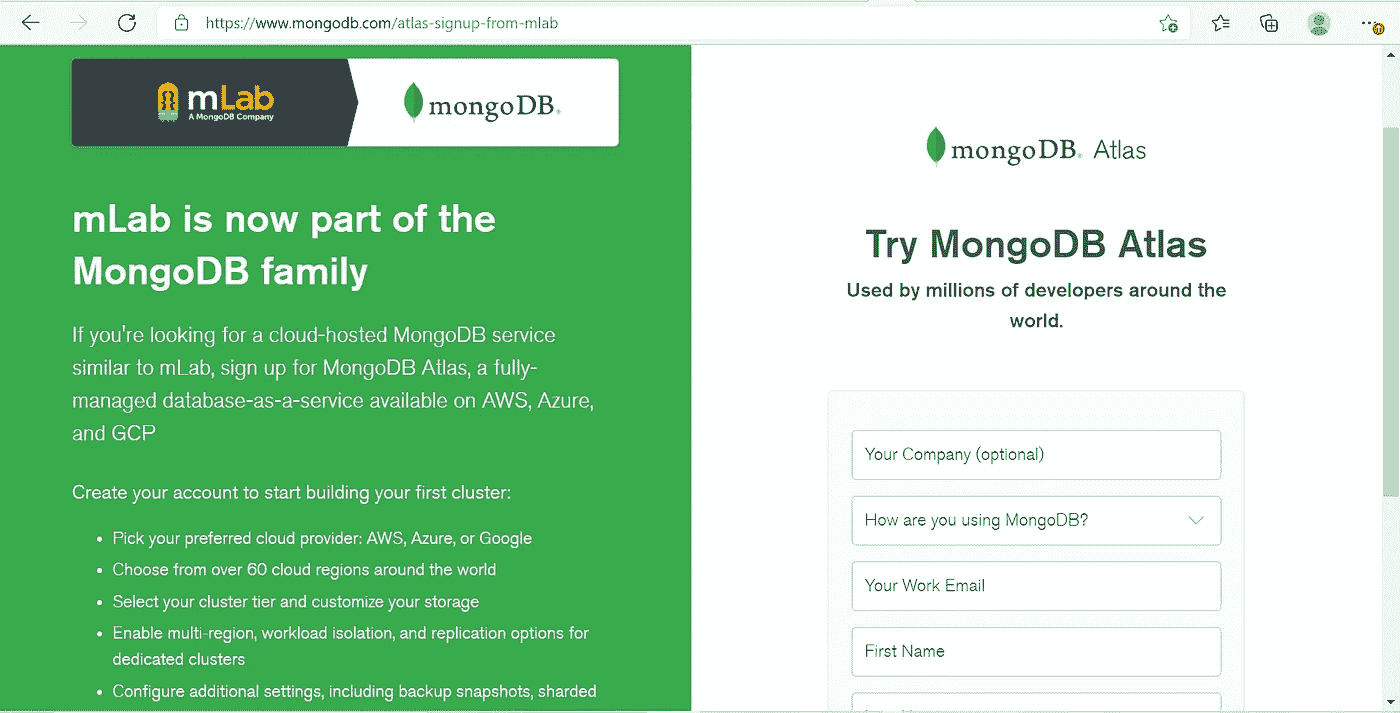 https://www.mongodb.com/atlas-signup-from-mlab
mLab
A MongoDB Company
mongoDB®
mLab is now part of the
MongoDB family
If you're looking for a cloud-hosted MongoDB service
similar to mLab, sign up for MongoDB Atlas, a fully-
managed database-as-a-service available on AWS, Azure,
and GCP
Create your account to start building your first cluster:
• Pick your preferred cloud provider: AWS, Azure, or Google
• Choose from over 60 cloud regions around the world
• Select your cluster tier and customize your storage
• Enable multi-region, workload isolation, and replication options for
dedicated clusters
• Configure additional settings, including backup snapshots, sharded
mongoDB® Atlas
Try MongoDB Atlas
Used by millions of developers around the
world.
Your Company (optional)
How are you using MongoDB?
Your Work Email
First Name